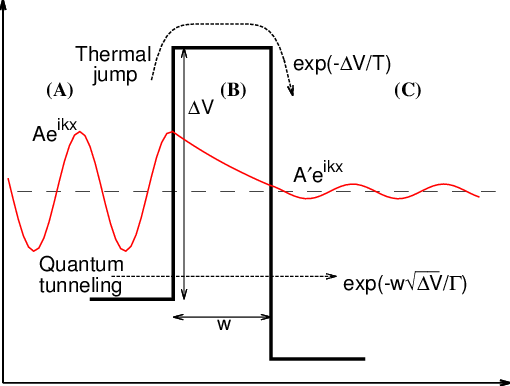 Thermal
jump
exp(-ΔV/T)
(A)
(B)
(C)
ΔV
Ae^ikx
A′e^ikx
Quantum
tunneling
exp(-w√ΔV/Γ)
w